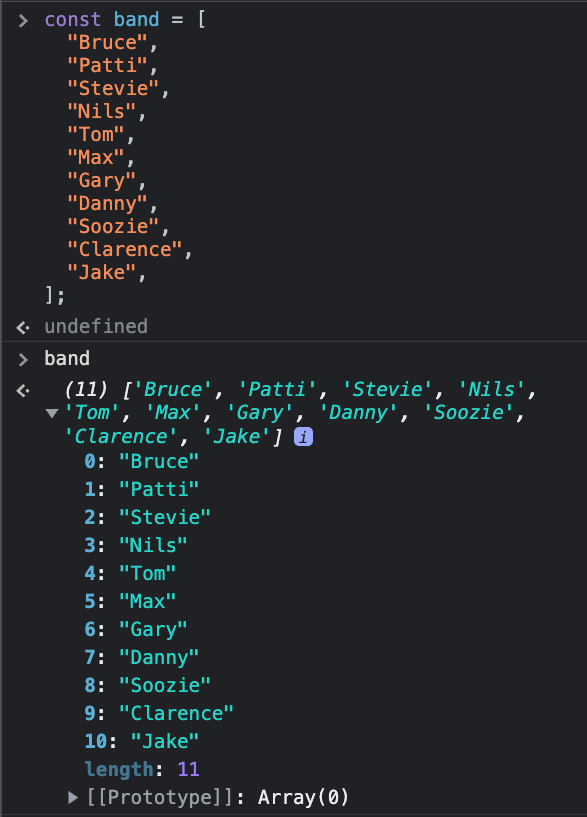 > const band = [
"Bruce",
"Patti",
"Stevie",
"Nils",
"Tom",
"Max",
"Gary",
"Danny",
"Soozie",
"Clarence",
"Jake",
];
undefined
> band
(11) ['Bruce', 'Patti', 'Stevie', 'Nils',
'Tom', 'Max', 'Gary', 'Danny', 'Soozie',
'Clarence', 'Jake'] i
0: "Bruce"
1: "Patti"
2: "Stevie"
3: "Nils"
4: "Tom"
5: "Max"
6: "Gary"
7: "Danny"
8: "Soozie"
9: "Clarence"
10: "Jake"
length: 11
[[Prototype]]: Array(0)